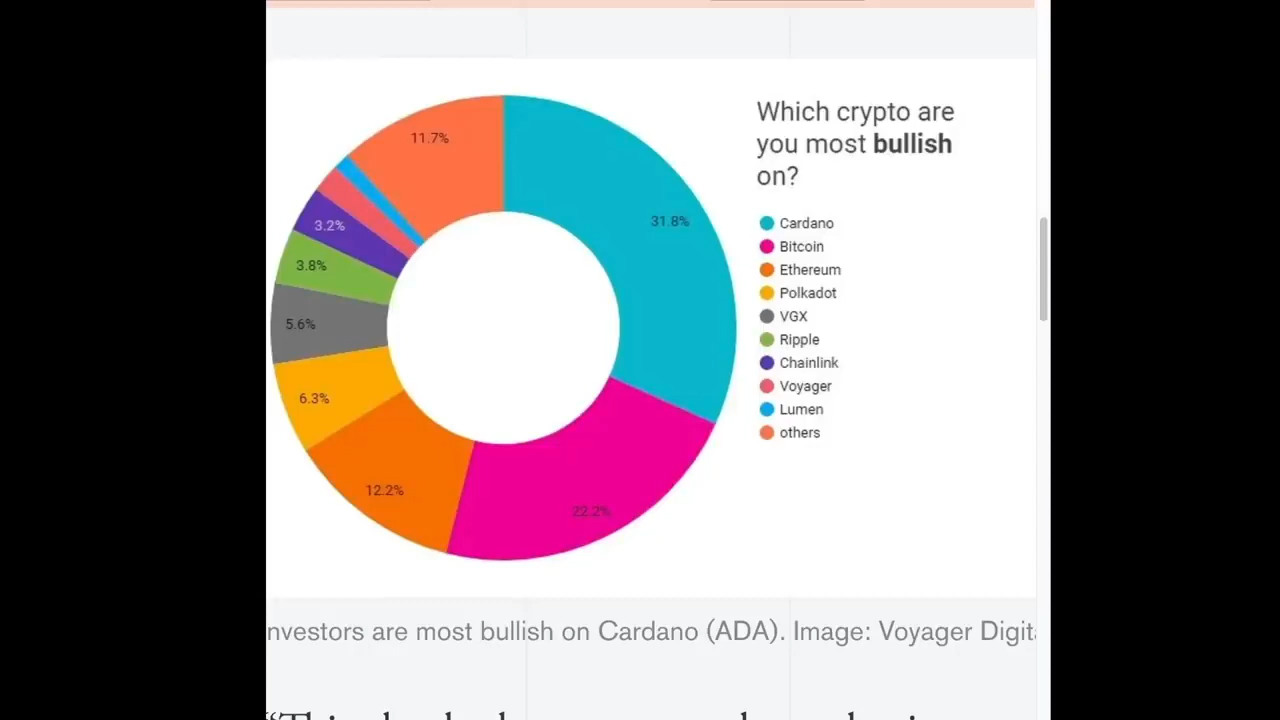 Which crypto are
you most bullish
on?
Cardano
Bitcoin
Ethereum
Polkadot
VGX
Ripple
Chainlink
Voyager
Lumen
others
11.7%
31.8%
3.2%
3.8%
5.6%
6.3%
12.2%
22.2%
nvestors are most bullish on Cardano (ADA). Image: Voyager Digit